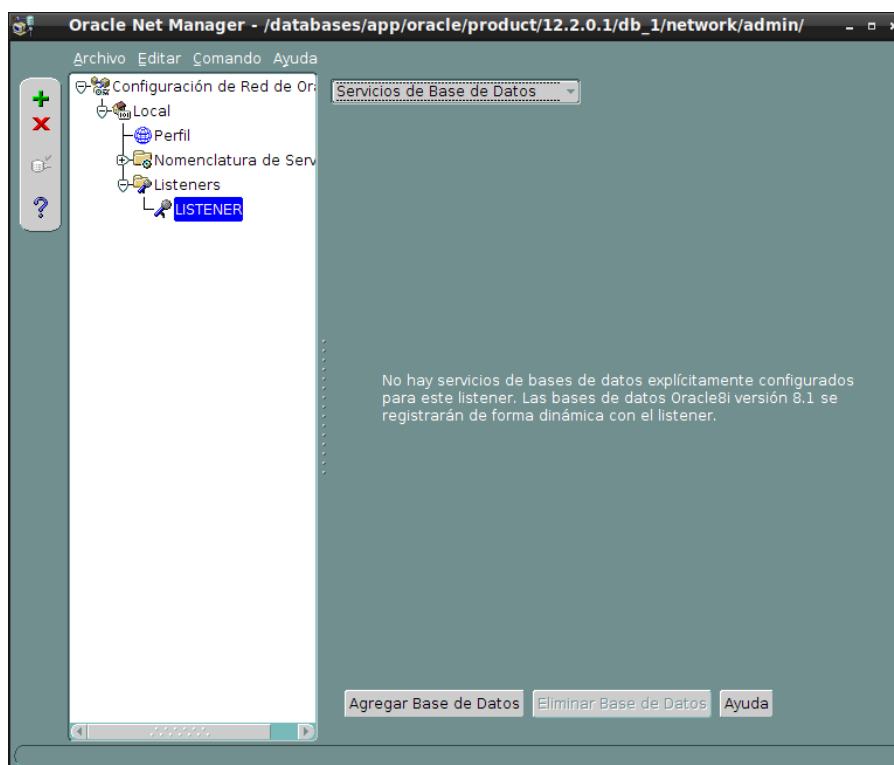 Oracle Net Manager - /databases/app/oracle/product/12.2.0.1/db_1/network/admin/
Archivo Editar Comando Ayuda
Configuración de Red de Or
Local
Perfil
Nomenclatura de Serv
Listeners
LISTENER
Servicios de Base de Datos
No hay servicios de bases de datos explícitamente configurados
para este listener. Las bases de datos Oracle8i versión 8.1 se
registrarán de forma dinámica con el listener.
Agregar Base de Datos Eliminar Base de Datos Ayuda